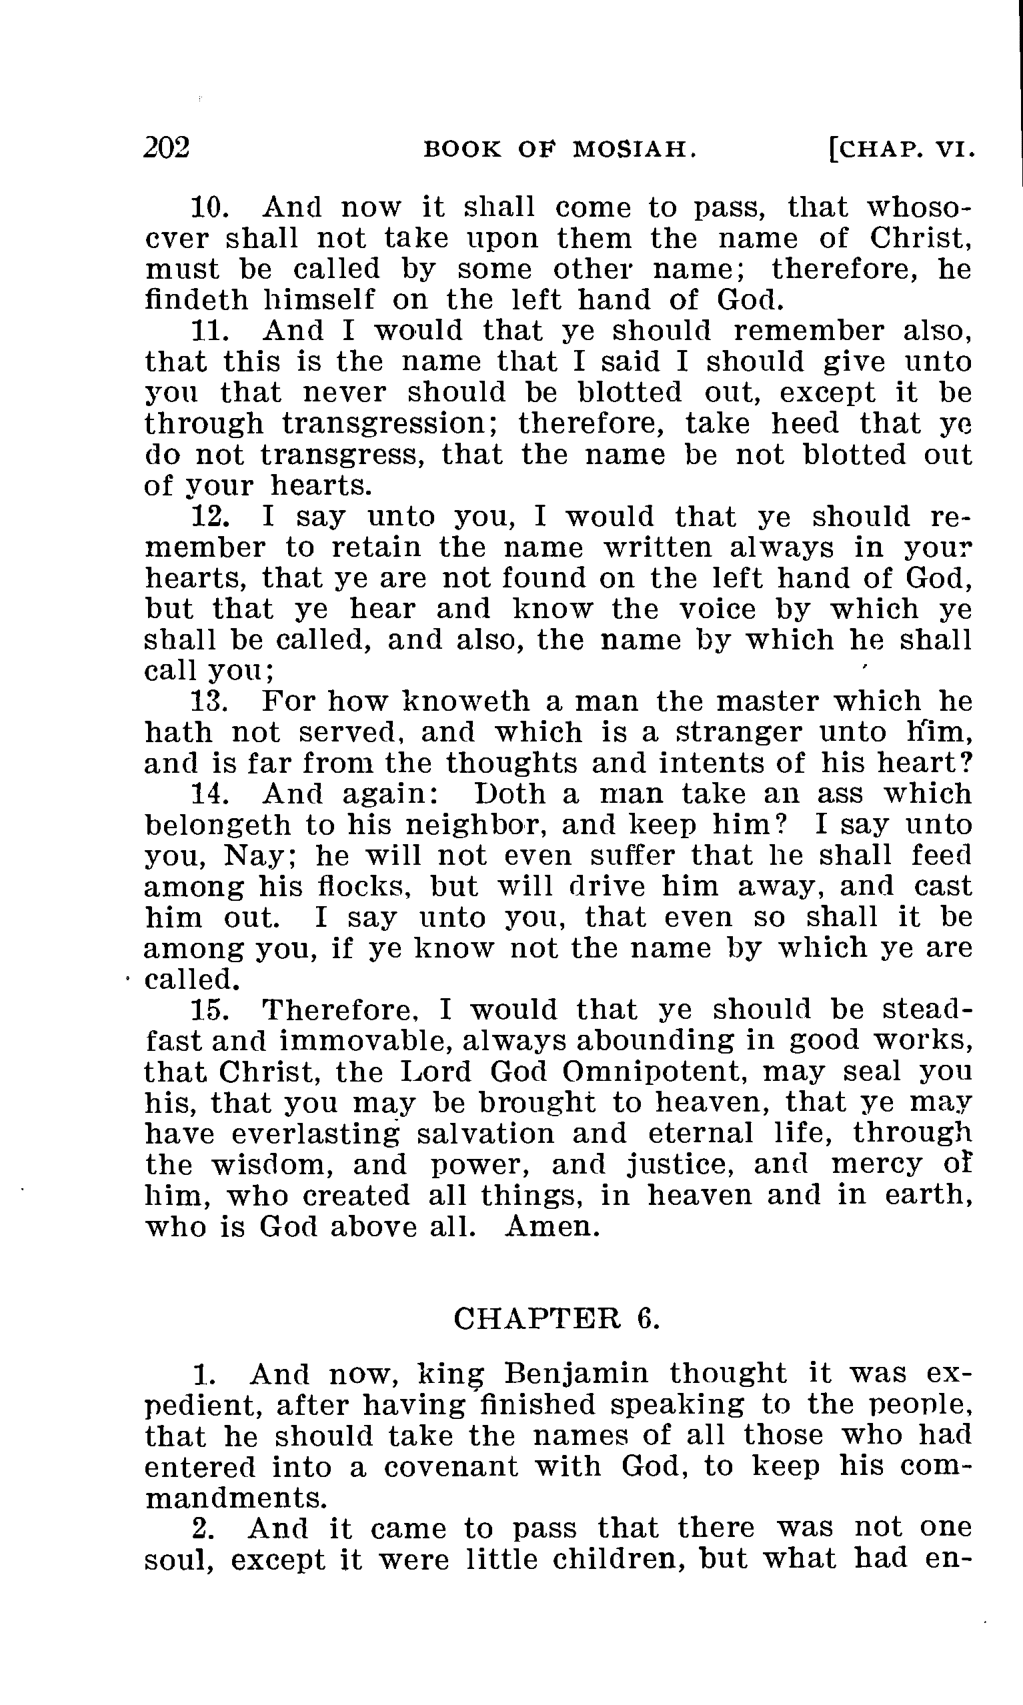 202 BOOK OF MOSIAH. [CHAP. VI.
10. And now it shall come to pass, that whoso-
ever shall not take upon them the name of Christ,
must be called by some other name; therefore, he
findeth himself on the left hand of God.
11. And I would that ye should remember also,
that this is the name that I said I should give unto
you that never should be blotted out, except it be
through transgression; therefore, take heed that ye
do not transgress, that the name be not blotted out
of your hearts.
12. I say unto you, I would that ye should re-
member to retain the name written always in your
hearts, that ye are not found on the left hand of God,
but that ye hear and know the voice by which ye
shall be called, and also, the name by which he shall
call you;
13. For how knoweth a man the master which he
hath not served, and which is a stranger unto him,
and is far from the thoughts and intents of his heart?
14. And again: Doth a man take an ass which
belongeth to his neighbor, and keep him? I say unto
you, Nay; he will not even suffer that he shall feed
among his flocks, but will drive him away, and cast
him out. I say unto you, that even so shall it be
among you, if ye know not the name by which ye are
called.
15. Therefore, I would that ye should be stead-
fast and immovable, always abounding in good works,
that Christ, the Lord God Omnipotent, may seal you
his, that you may be brought to heaven, that ye may
have everlasting salvation and eternal life, through
the wisdom, and power, and justice, and mercy of
him, who created all things, in heaven and in earth,
who is God above all. Amen.
CHAPTER 6.
1. And now, king Benjamin thought it was ex-
pedient, after having finished speaking to the people,
that he should take the names of all those who had
entered into a covenant with God, to keep his com-
mandments.
2. And it came to pass that there was not one
soul, except it were little children, but what had en-